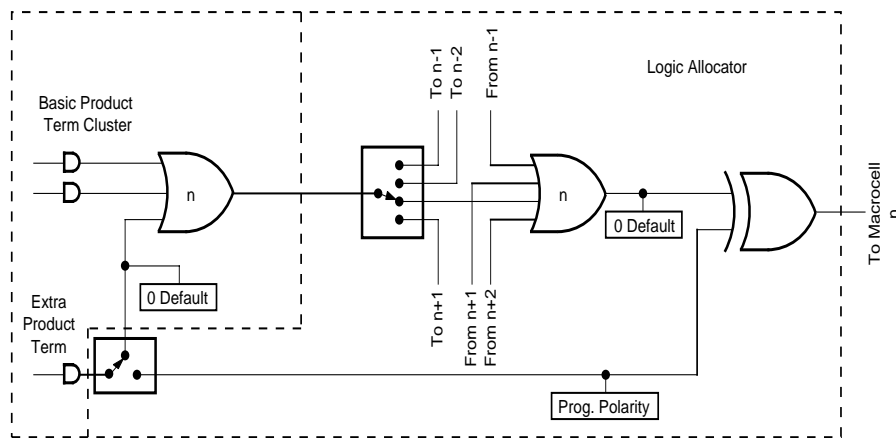 To n-1
To n-2
From n-1
Logic Allocator
Basic Product
Term Cluster
n
n
0 Default
To Macrocell
n
0 Default
To n+1
From n+1
From n+2
Extra
Product
Term
Prog. Polarity